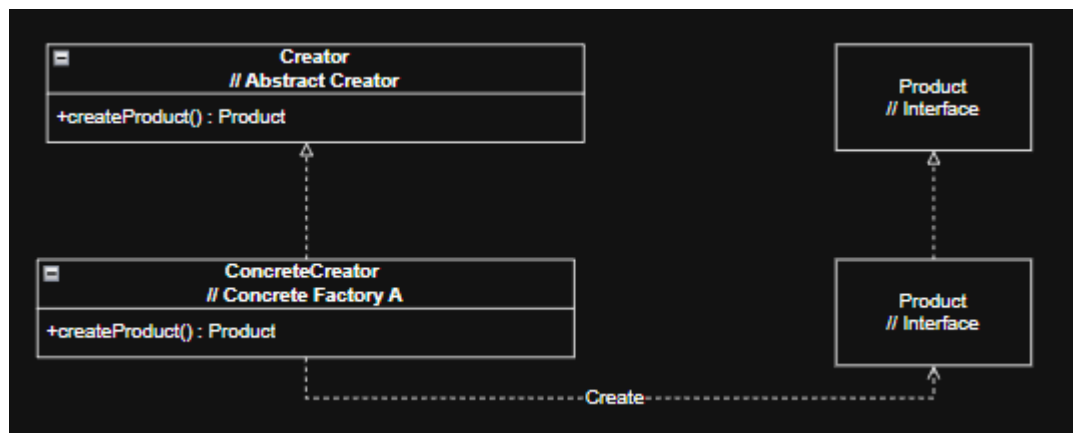 Creator
// Abstract Creator
+createProduct() : Product
Product
// Interface
ConcreteCreator
// Concrete Factory A
+createProduct() : Product
Product
// Interface
Create